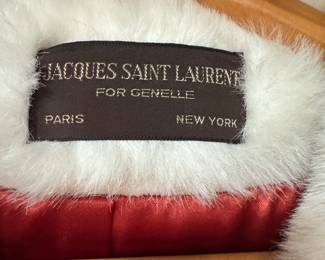 JACQUES SAINT LAURENT
FOR GENELLE
PARIS NEW YORK